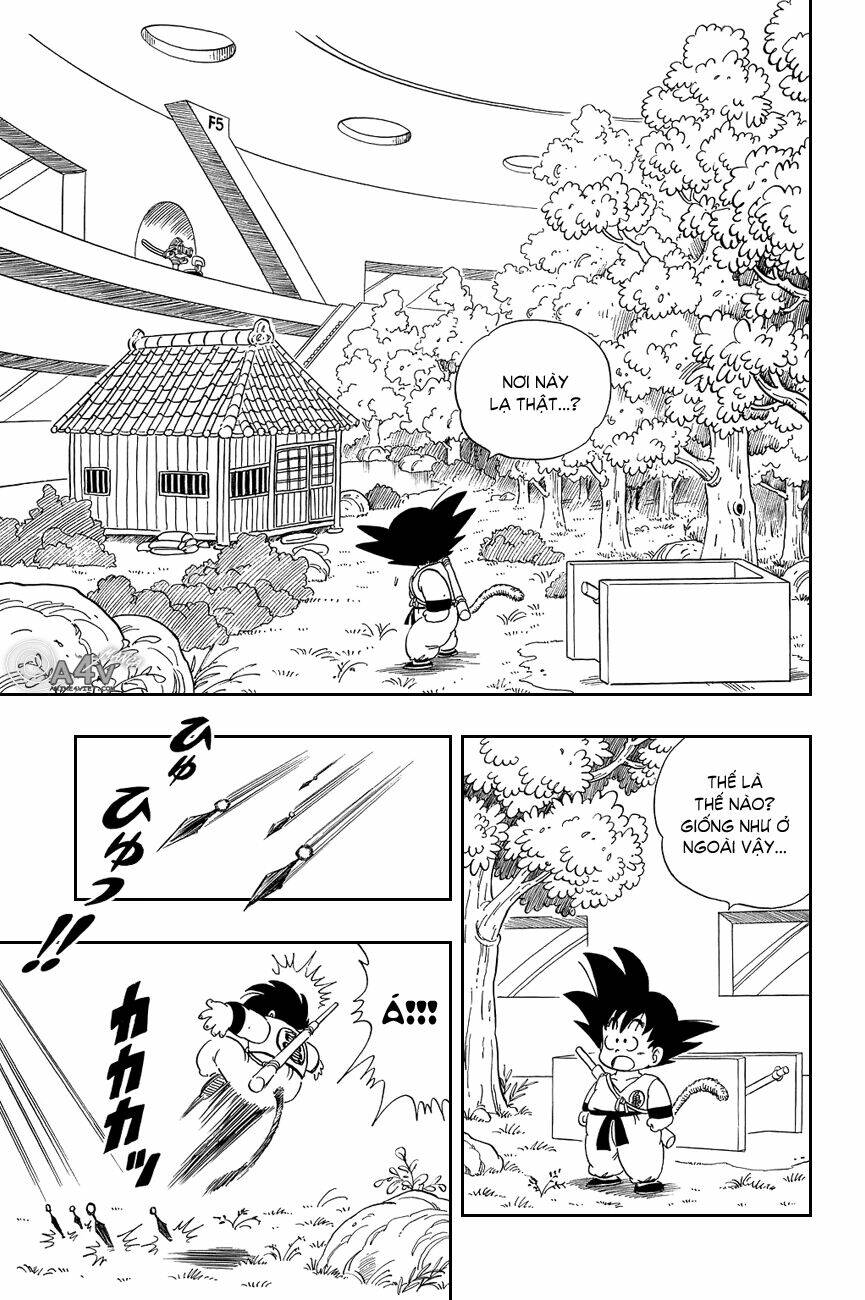 F5
NƠI NÀY
LẠ THẬT...?
A4V
THẾ LÀ
THẾ NÀO?
GIỐNG NHƯ Ở
NGOÀI VẬY...
ひゅ
ひゅっ!!
Á!!!
カカカッ